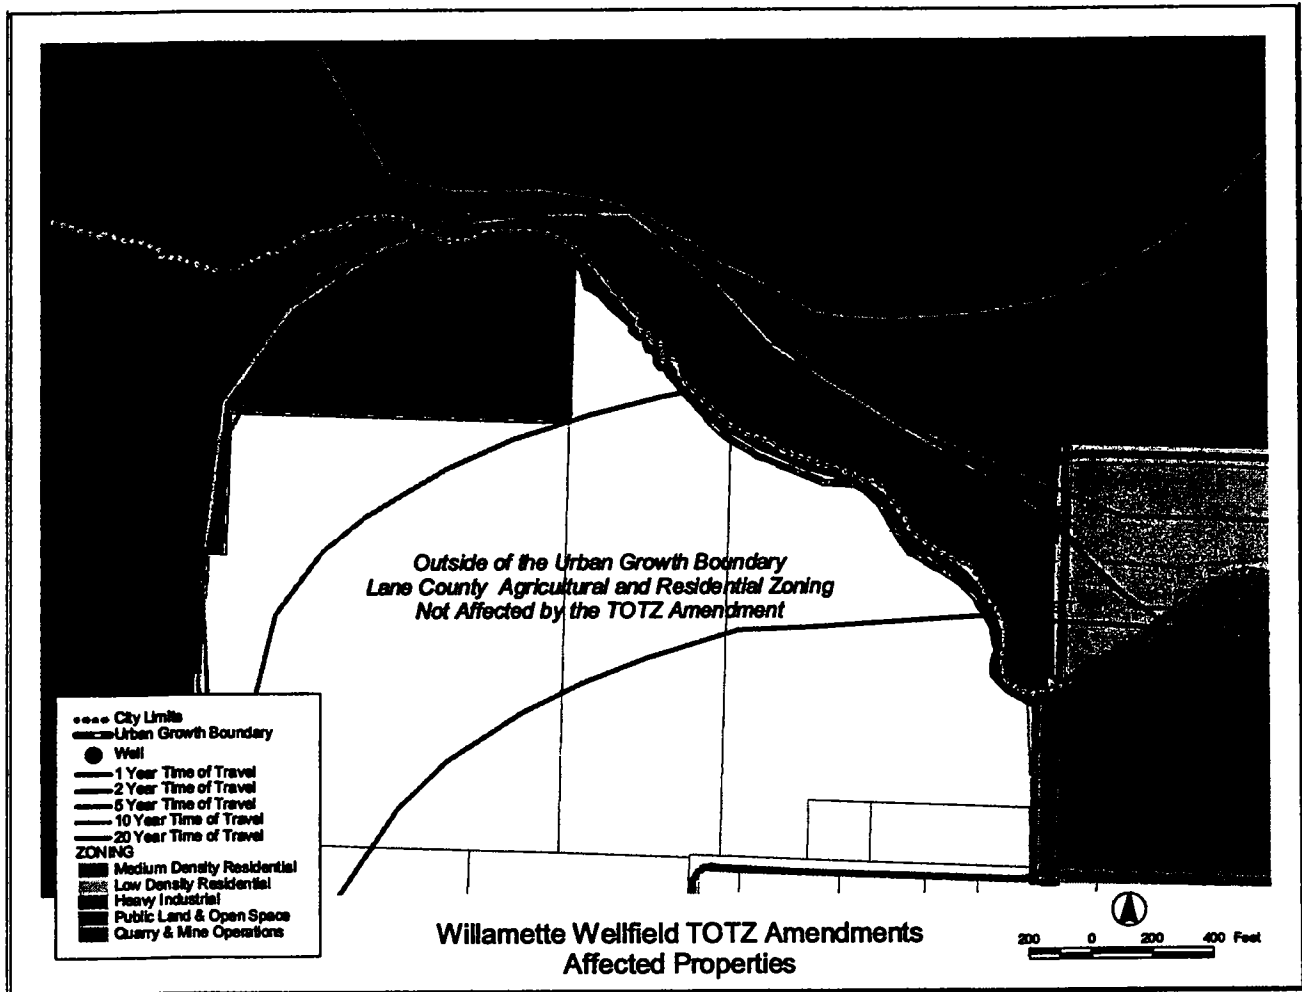 Outside of the Urban Growth Boundary
Lane County Agricultural and Residential Zoning
Not Affected by the TOTZ Amendment
City Limits
Urban Growth Boundary
Well
1 Year Time of Travel
2 Year Time of Travel
5 Year Time of Travel
10 Year Time of Travel
20 Year Time of Travel
ZONING
Medium Density Residential
Low Density Residential
Heavy Industrial
Public Land & Open Space
Quarry & Mine Operations
Willamette Wellfield TOTZ Amendments
Affected Properties
200 0 200 400 Feet